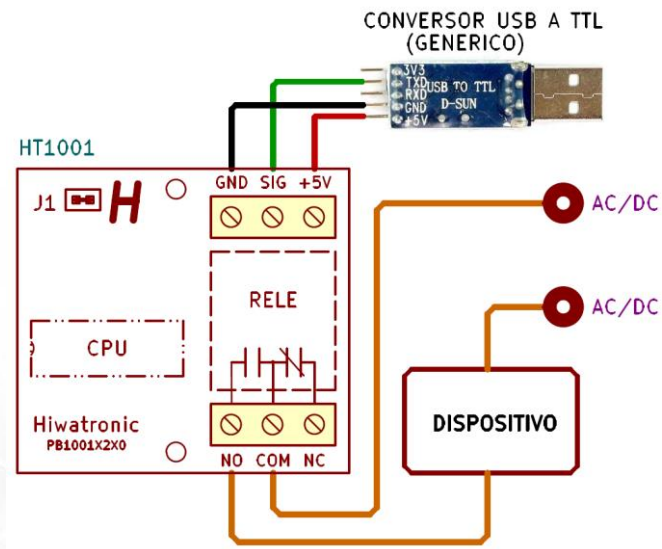 CONVERSOR USB A TTL
(GENERICO)
3V3
TXD
RXD
GND
+5V
USB TO TTL
D-SUN
HT1001
GND SIG +5V
J1 H
AC/DC
RELE
AC/DC
CPU
DISPOSITIVO
Hiwatronic
PB1001X2X0
NO COM NC